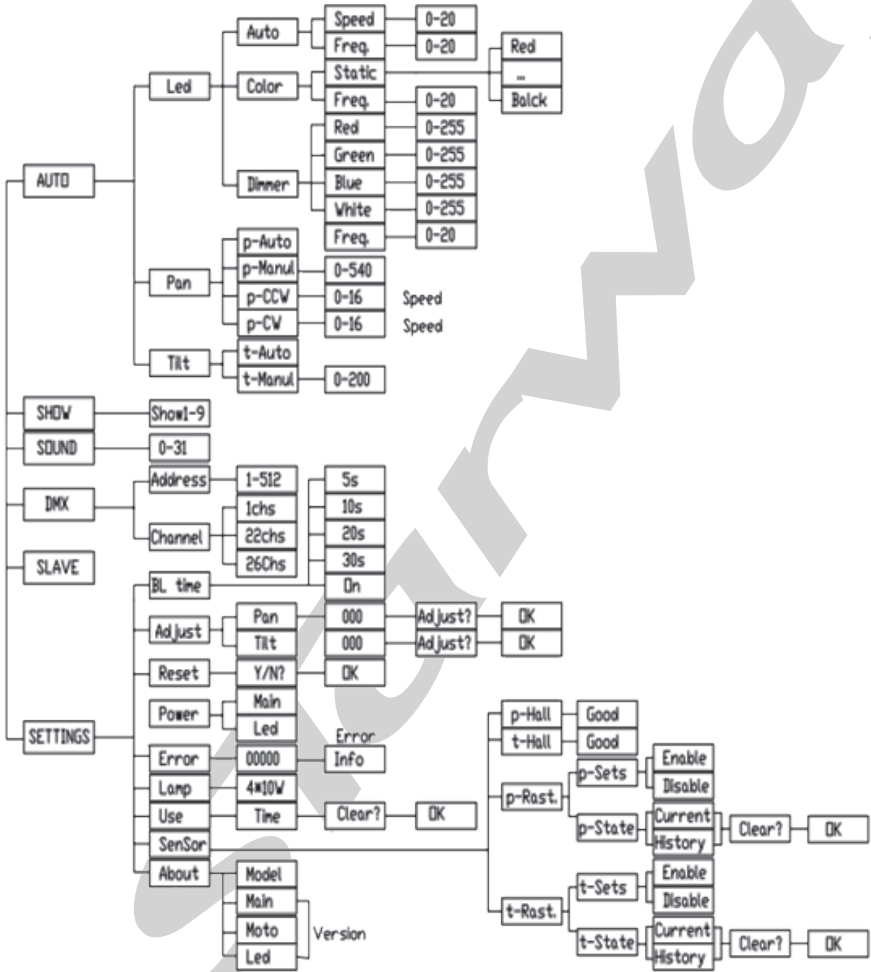 Speed 0-20
Auto
Freq. 0-20 Red
Static ...
Led Color
Freq. 0-20 Balck
Red 0-255
Green 0-255
AUTO Dimmer Blue 0-255
White 0-255
Freq. 0-20
p-Auto
p-Manul 0-540
Pan
p-CCW 0-16 Speed
p-CW 0-16 Speed
t-Auto
Tilt
t-Manul 0-200
SHOW Show1-9
SOUND 0-31
Address 1-512 5s
DMX 1chs 10s
Channel 22chs 20s
SLAVE 26Chs 30s
BL time On
Pan 000 Adjust? OK
Adjust
Tilt 000 Adjust? OK
Reset Y/N? OK
Main p-Hall Good
Power
SETTINGS Led Error t-Hall Good
Error 00000 Info p-Sets Enable
Lamp 4*10W p-Rast. Disable
Use Time Clear? OK p-State Current
SenSor History Clear? OK
About Model t-Sets Enable
Main Disable
t-Rast.
Moto Version t-State Current
Led History Clear? OK